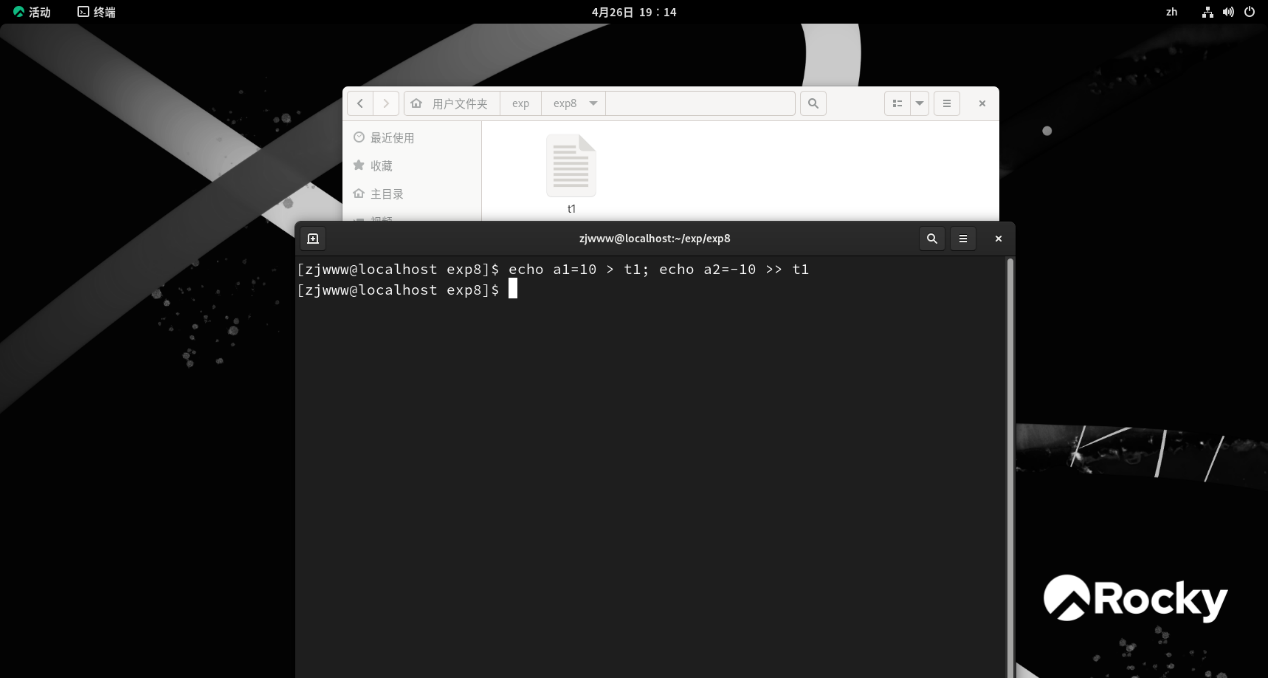 活动 终端 4月26日 19：14 zh
用户文件夹 exp exp8
最近使用
收藏
主目录
t1
zjwww@localhost:~/exp/exp8
[zjwww@localhost exp8]$ echo a1=10 > t1; echo a2=-10 >> t1
[zjwww@localhost exp8]$
Rocky